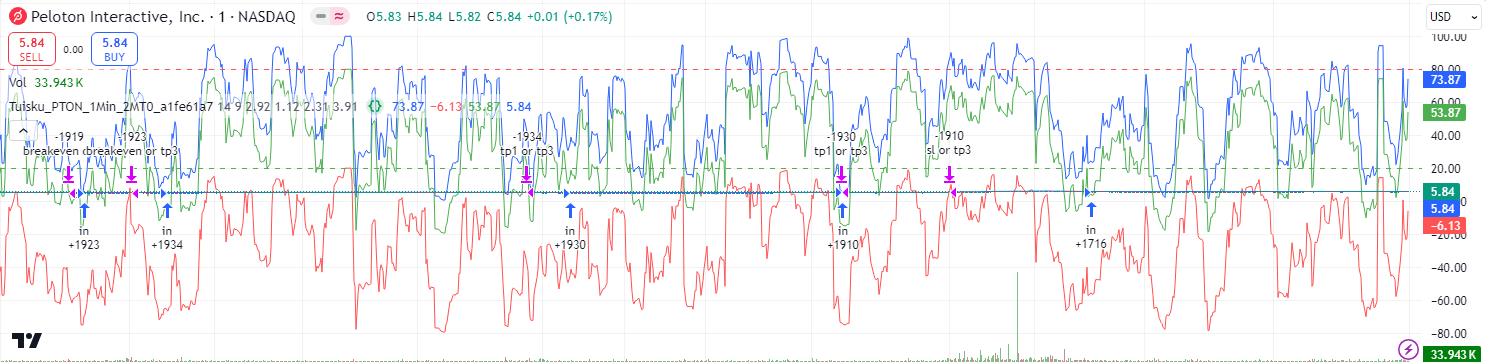 Peloton Interactive, Inc. · 1 · NASDAQ O5.83 H5.84 L5.82 C5.84 +0.01 (+0.17%)
USD
5.84
SELL
0.00
5.84
BUY
Vol 33.943 K
Tuisku_PTON_1Min_2MT0_a1fe61a7 14 9 2.92 1.12 2.31 3.91 73.87 −6.13 53.87 5.84
-1919
breakeven
-1923
breakeven or tp3
-1934
tp1 or tp3
-1930
tp1 or tp3
-1910
sl or tp3
in
+1923
in
+1934
in
+1930
in
+1910
in
+1716
100.00
80.00
73.87
60.00
53.87
40.00
20.00
5.84
5.84
−6.13
−20.00
−40.00
−60.00
−80.00
33.943 K